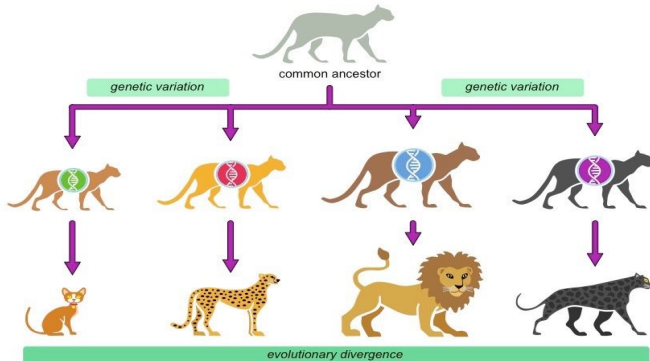 common ancestor
genetic variation
genetic variation
evolutionary divergence